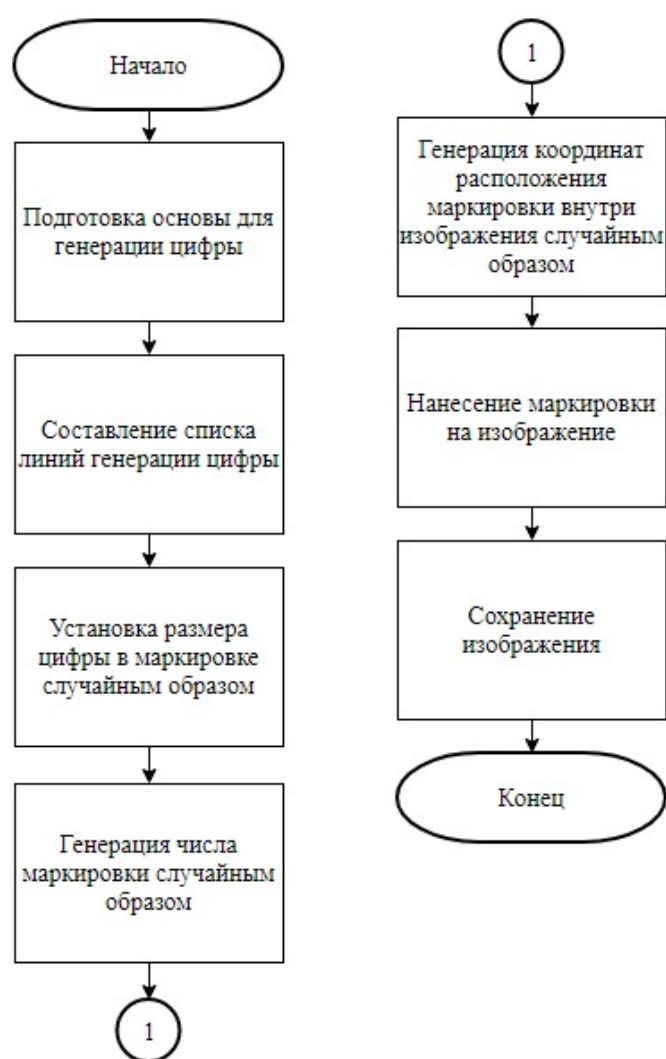 Начало
Подготовка основы для
генерации цифры
Составление списка
линий генерации цифры
Установка размера
цифры в маркировке
случайным образом
Генерация числа
маркировки случайным
образом
1
1
Генерация координат
расположения
маркировки внутри
изображения случайным
образом
Нанесение маркировки
на изображение
Сохранение
изображения
Конец